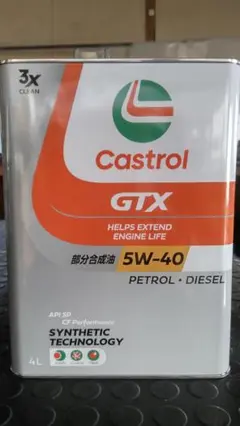 3X
CLEAN
Castrol
GTX
HELPS EXTEND
ENGINE LIFE
部分合成油 5W-40
PETROL • DIESEL
API SP
CF Performance
SYNTHETIC
TECHNOLOGY
4L